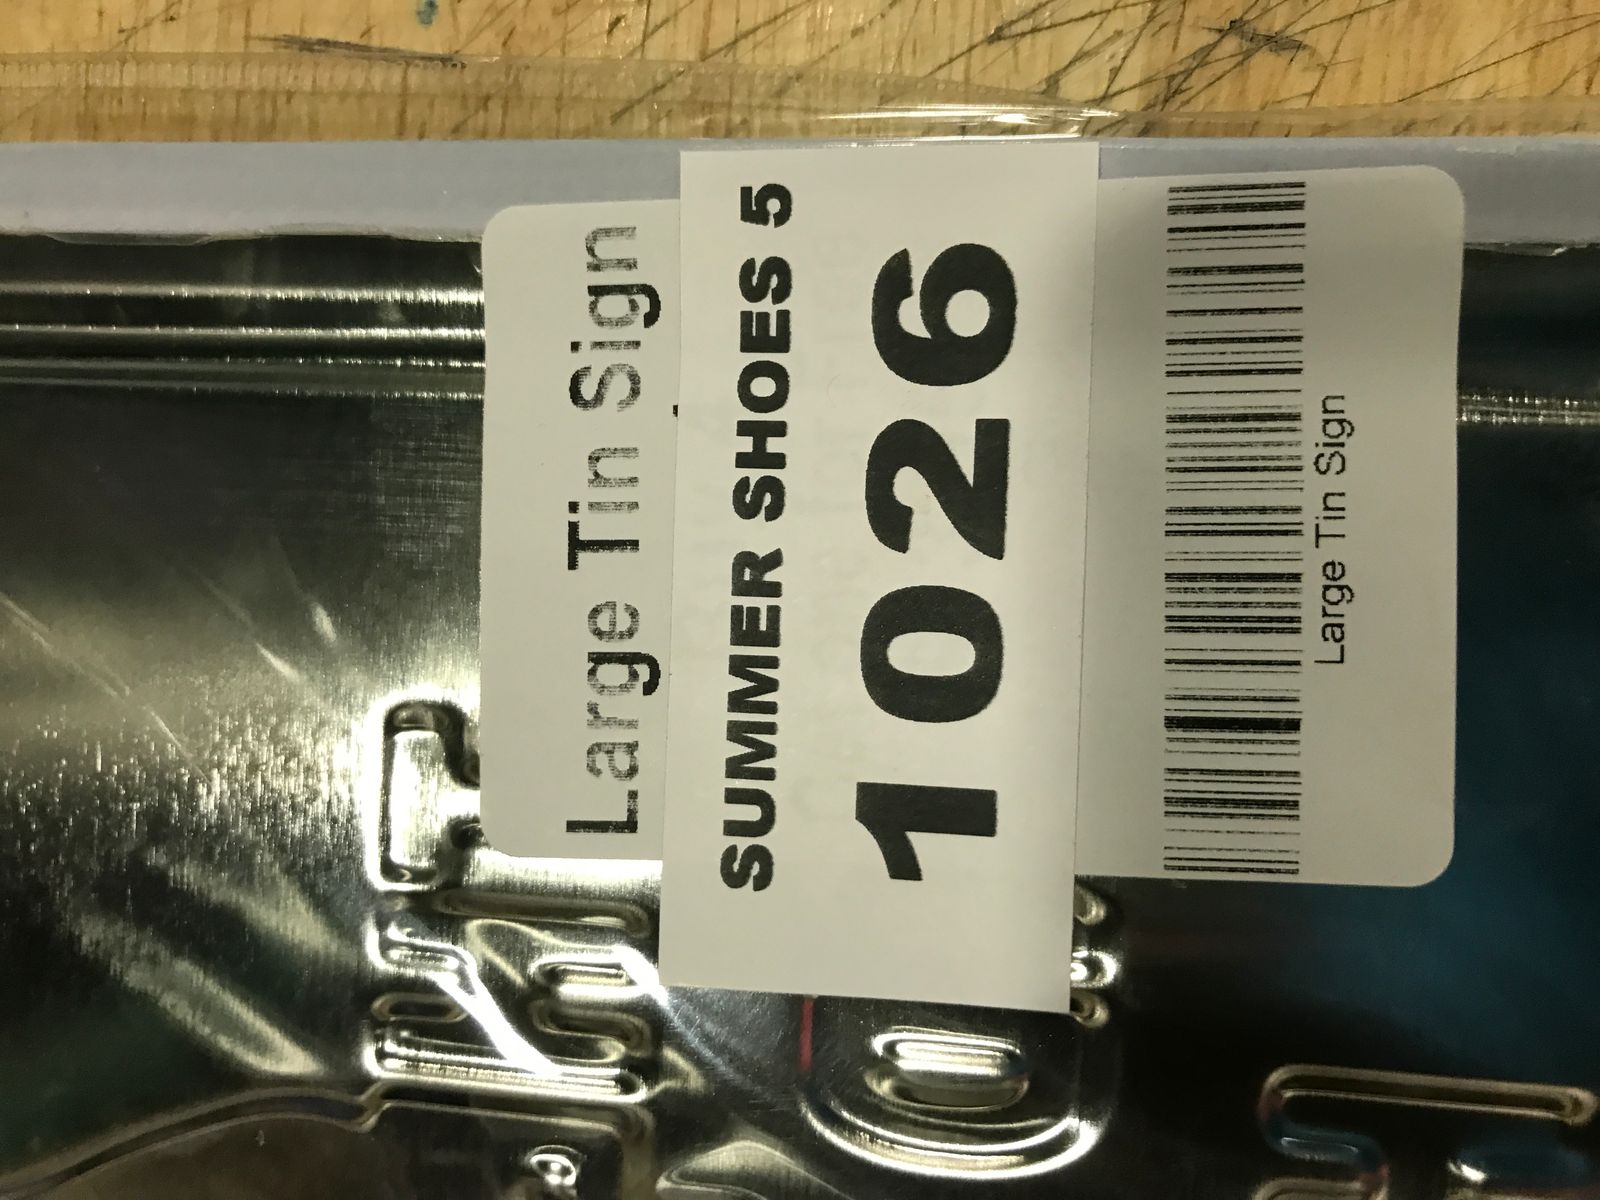 Large Tin Sign
SUMMER SHOES 5
1026
Large Tin Sign